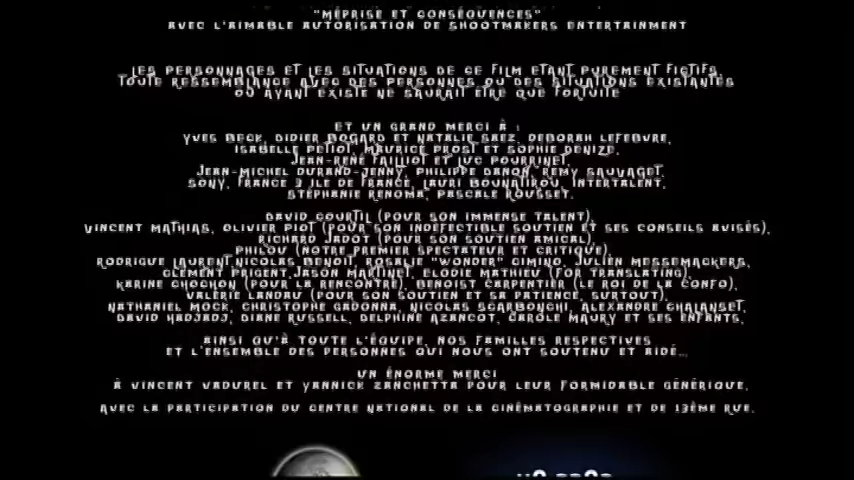 "MÉPRISE ET CONSÉQUENCES"
AVEC L'AIMABLE AUTORISATION DE SHOOTMAKERS ENTERTAINMENT
LES PERSONNAGES ET LES SITUATIONS DE CE FILM ETANT PUREMENT FICTIFS,
TOUTE RESSEMBLANCE AVEC DES PERSONNES OU DES SITUATIONS EXISTANTES
OU AYANT EXISTE NE SAURAIT ETRE QUE FORTUITE
ET UN GRAND MERCI À :
YVES BECK, DIDIER BOGARD ET NATALIE SAEZ, DEBORAH LEFEBVRE,
ISABELLE PETIOT, MAURICE PROST ET SOPHIE DENIZE,
JEAN-RENÉ FAILLIOT ET LUC POURRINET,
JEAN-MICHEL DURAND-JENNY, PHILIPPE DANON, REMY SAUVAGET,
SONY, FRANCE 3 ILE DE FRANCE, LAURI BOUNATIROU, INTERTALENT,
STÉPHANIE RENOMA, PASCALE ROUSSET.
DAVID COURTIL (POUR SON IMMENSE TALENT),
VINCENT MATHIAS, OLIVIER PIOT (POUR SON INDÉFECTIBLE SOUTIEN ET SES CONSEILS AVISÉS),
RICHARD JADOT (POUR SON SOUTIEN AMICAL),
PHILOU (NOTRE PREMIER SPECTATEUR ET CRITIQUE),
RODRIGUE LAURENT, NICOLAS BENOIT, ROSALIE "WONDER" CIMINO, JULIEN MESSEMACKERS,
CLÉMENT PRIGENT, JASON MARTINET, ELODIE MATHIEU (FOR TRANSLATING),
KARINE CHOCHON (POUR LA RENCONTRE), BENOIST CARPENTIER (LE ROI DE LA CONFO),
VALÉRIE LANDAU (POUR SON SOUTIEN ET SA PATIENCE, SURTOUT),
NATHANIEL MOCK, CHRISTOPHE CADONNA, NICOLAS SCARBONCHI, ALEXANDRE CHALANSET,
DAVID HADJADJ, DIANE RUSSELL, DELPHINE AZANCOT, CAROLE MAURY ET SES ENFANTS,
AINSI QU'À TOUTE L'ÉQUIPE, NOS FAMILLES RESPECTIVES
ET L'ENSEMBLE DES PERSONNES QUI NOUS ONT SOUTENU ET AIDÉ...
UN ÉNORME MERCI
À VINCENT VADUREL ET YANNICK ZANCHETTA POUR LEUR FORMIDABLE GÉNÉRIQUE,
AVEC LA PARTICIPATION DU CENTRE NATIONAL DE LA CINÉMATOGRAPHIE ET DE 13ÈME RUE.